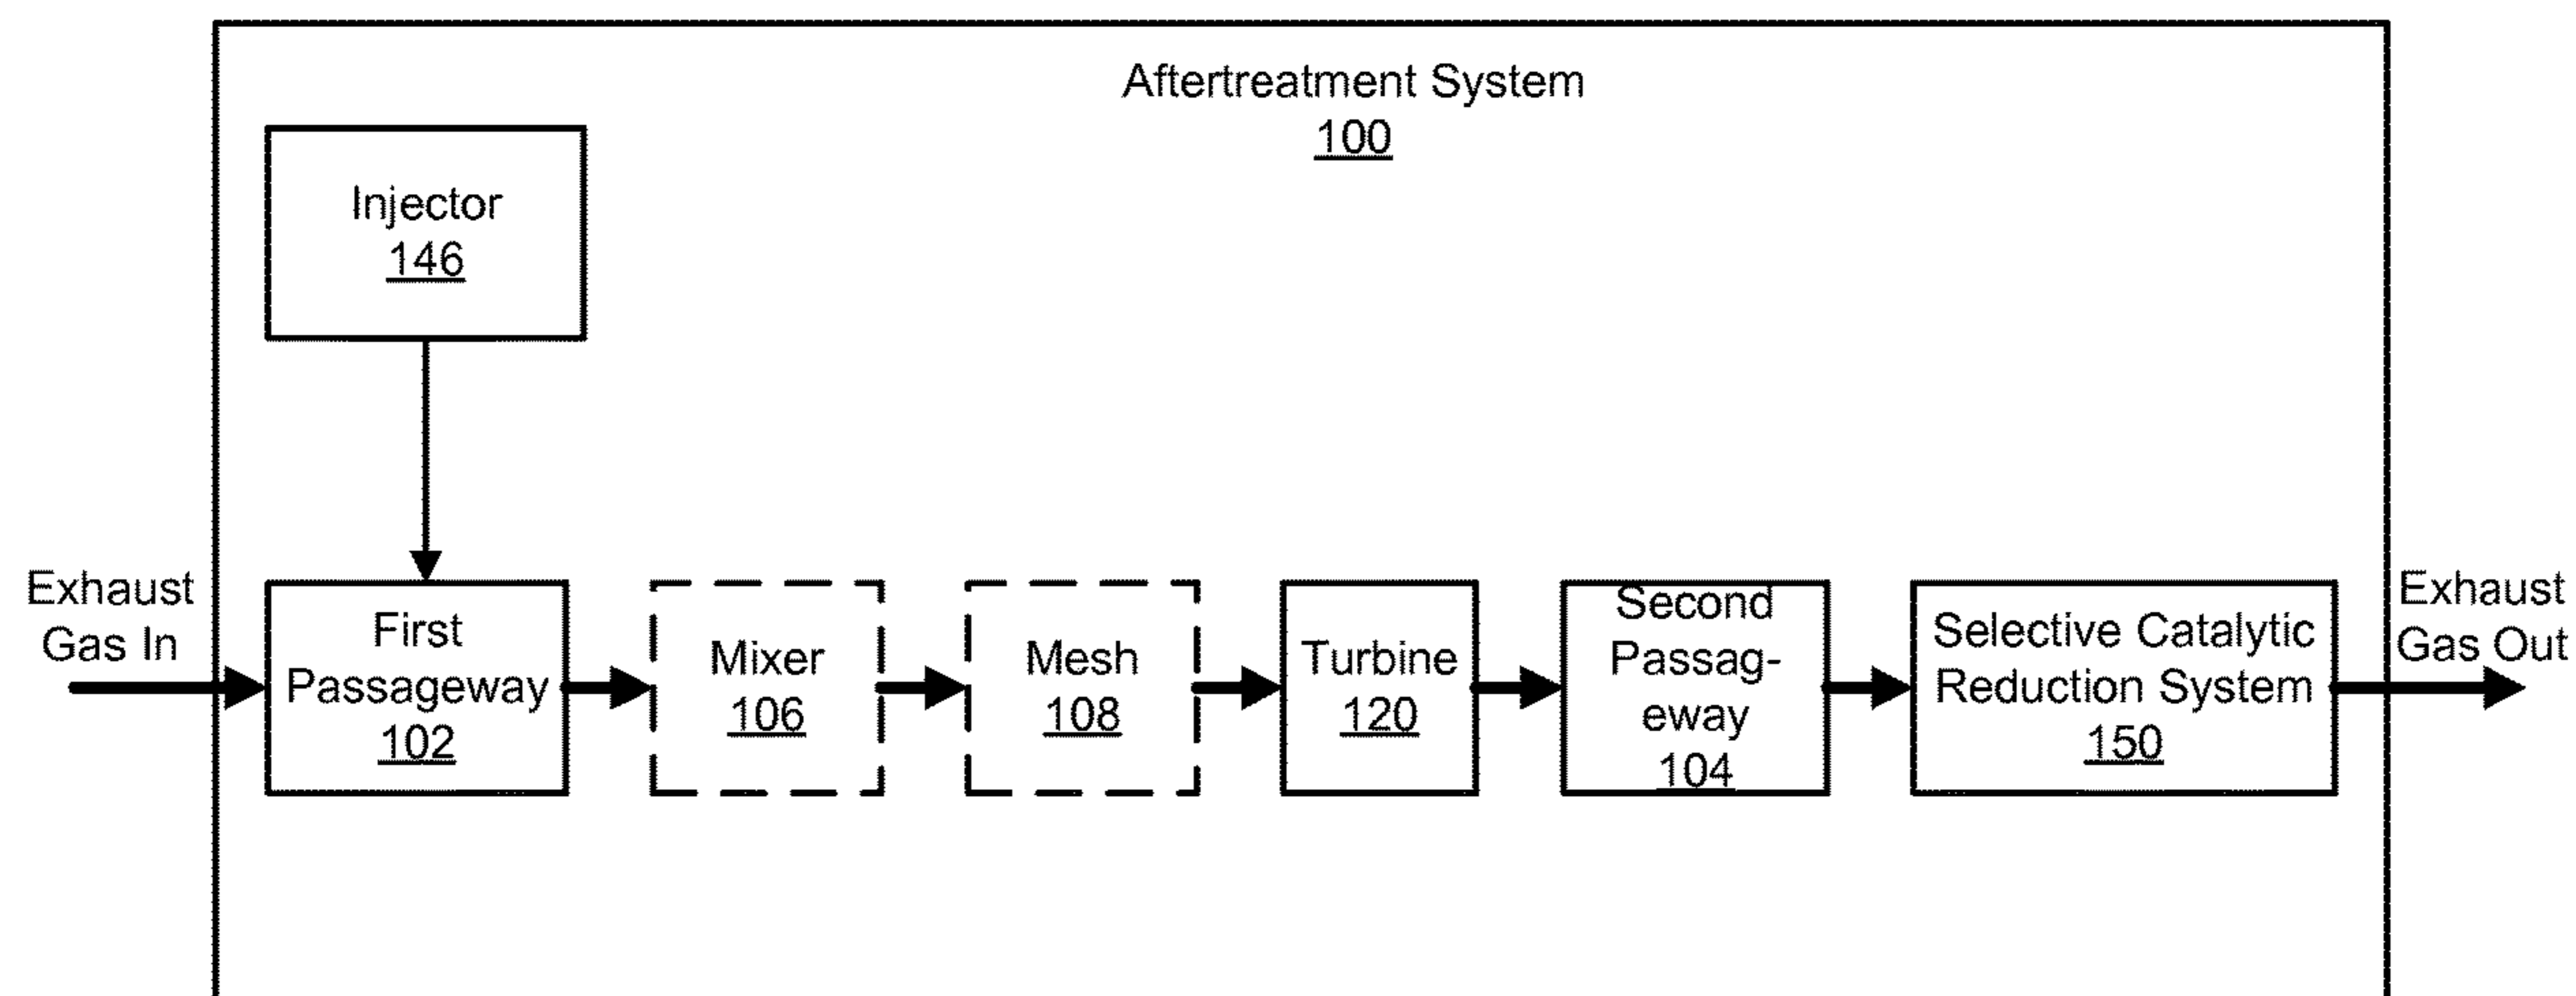 Aftertreatment System
100
Injector
146
Exhaust
Gas In
First
Passageway
102
Mixer
106
Mesh
108
Turbine
120
Second
Passag-
eway
104
Selective Catalytic
Reduction System
150
Exhaust
Gas Out